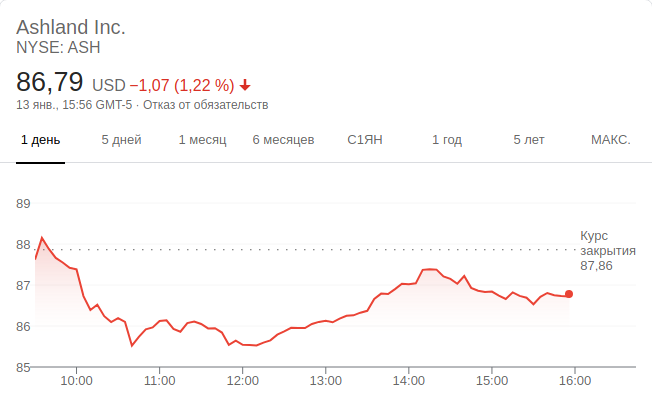 Ashland Inc.
NYSE: ASH
86,79 USD −1,07 (1,22 %)
13 янв., 15:56 GMT-5 · Отказ от обязательств
1 день 5 дней 1 месяц 6 месяцев С1ЯН 1 год 5 лет МАКС.
89
88
87
86
85
Курс
закрытия
87,86
10:00 11:00 12:00 13:00 14:00 15:00 16:00